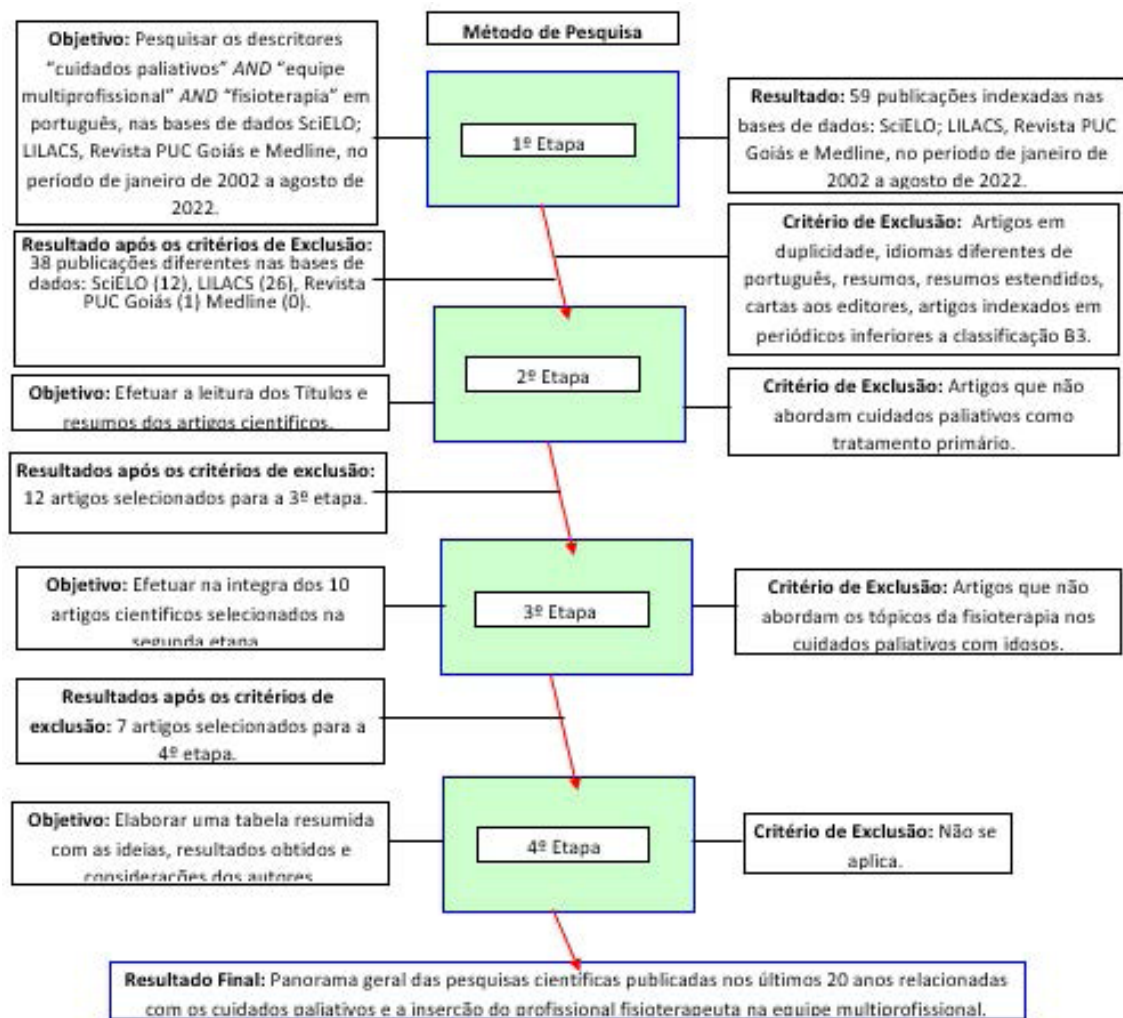 Método de Pesquisa
Objetivo: Pesquisar os descritores
“cuidados paliativos” AND “equipe
multiprofissional” AND “fisioterapia” em
português, nas bases de dados SciELO;
LILACS, Revista PUC Goiás e Medline, no
período de janeiro de 2002 a agosto de
2022.
1º Etapa
Resultado: 59 publicações indexadas nas
bases de dados: SciELO; LILACS, Revista PUC
Goiás e Medline, no período de janeiro de
2002 a agosto de 2022.
Resultado após os critérios de Exclusão:
38 publicações diferentes nas bases de
dados: SciELO (12), LILACS (26), Revista
PUC Goiás (1) Medline (0).
Critério de Exclusão: Artigos em
duplicidade, idiomas diferentes de
português, resumos, resumos estendidos,
cartas aos editores, artigos indexados em
periódicos inferiores a classificação B3.
2º Etapa
Objetivo: Efetuar a leitura dos Títulos e
resumos dos artigos científicos.
Critério de Exclusão: Artigos que não
abordam cuidados paliativos como
tratamento primário.
Resultados após os critérios de exclusão:
12 artigos selecionados para a 3º etapa.
Objetivo: Efetuar na integra dos 10
artigos científicos selecionados na
segunda etapa
3º Etapa
Critério de Exclusão: Artigos que não
abordam os tópicos da fisioterapia nos
cuidados paliativos com idosos.
Resultados após os critérios de
exclusão: 7 artigos selecionados para a
4º etapa.
Objetivo: Elaborar uma tabela resumida
com as ideias, resultados obtidos e
considerações dos autores
4º Etapa
Critério de Exclusão: Não se
aplica.
Resultado Final: Panorama geral das pesquisas científicas publicadas nos últimos 20 anos relacionadas
com os cuidados paliativos e a inserção do profissional fisioterapeuta na equipe multiprofissional.